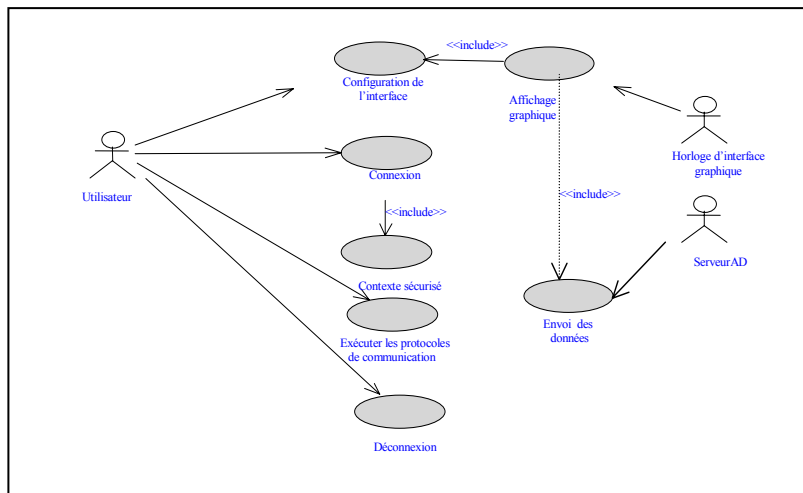 <<include>>
Configuration de
l'interface
Affichage
graphique
Horloge d'interface
graphique
Utilisateur
Connexion
<<include>>
<<include>>
ServeurAD
Contexte sécurisé
Envoi des
données
Exécuter les protocoles
de communication
Déconnexion